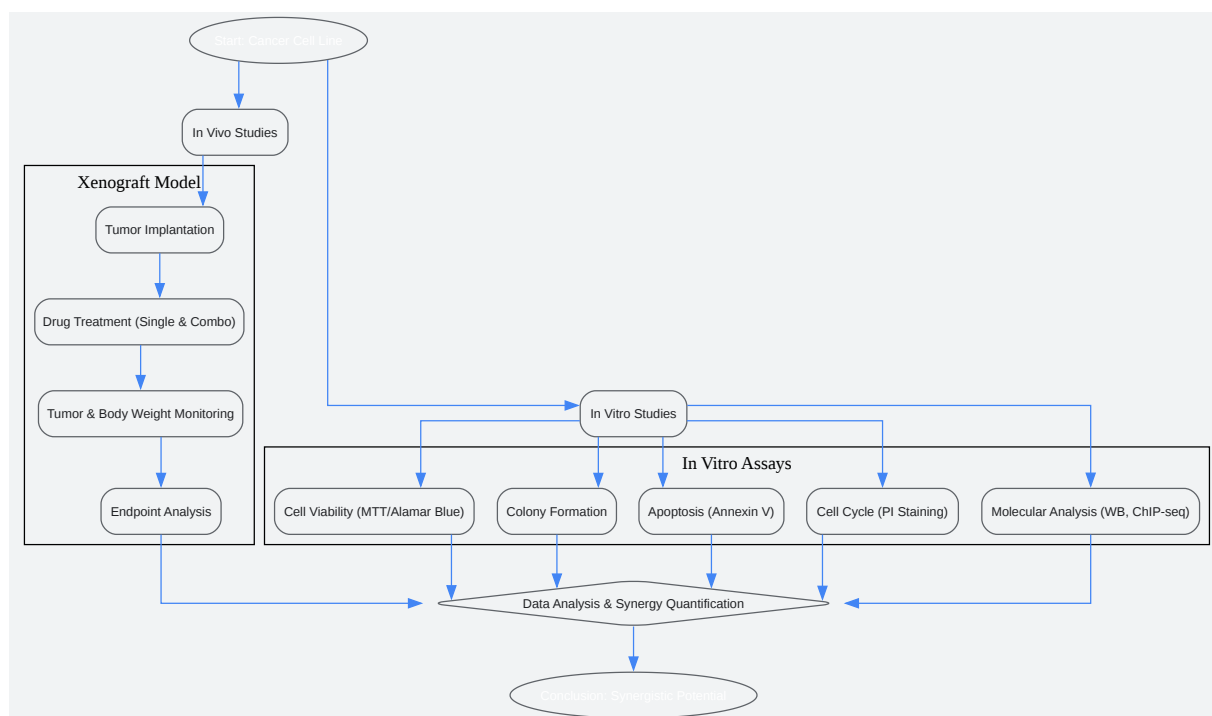 Start: Cancer Cell Line
In Vivo Studies
Xenograft Model
Tumor Implantation
Drug Treatment (Single & Combo)
Tumor & Body Weight Monitoring
Endpoint Analysis
In Vitro Studies
In Vitro Assays
Cell Viability (MTT/Alamar Blue)
Colony Formation
Apoptosis (Annexin V)
Cell Cycle (PI Staining)
Molecular Analysis (WB, ChIP-seq)
Data Analysis & Synergy Quantification
Conclusion: Synergistic Potential